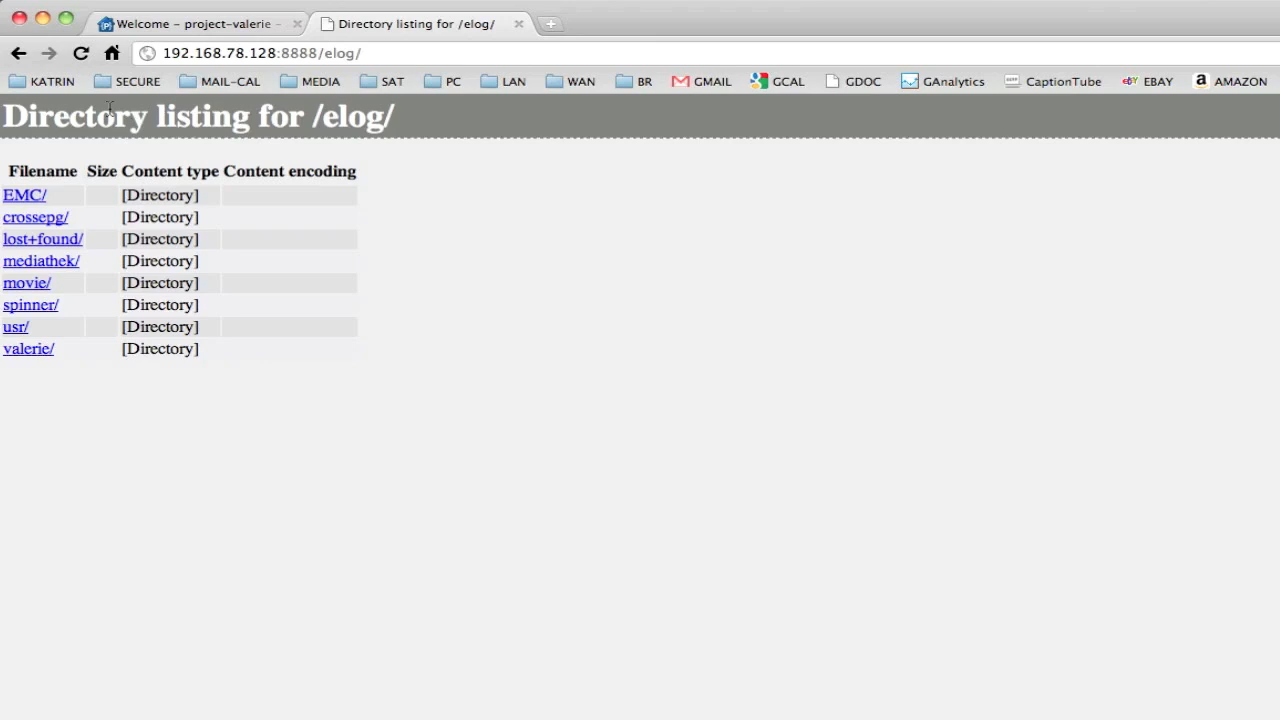 Welcome – project-valerie –
Directory listing for /elog/
192.168.78.128:8888/elog/
KATRIN SECURE MAIL-CAL MEDIA SAT PC LAN WAN BR GMAIL GCAL GDOC GAnalytics CaptionTube EBAY AMAZON
Directory listing for /elog/
Filename Size Content type Content encoding
EMC/ [Directory]
crossepg/ [Directory]
lost+found/ [Directory]
mediathek/ [Directory]
movie/ [Directory]
spinner/ [Directory]
usr/ [Directory]
valerie/ [Directory]